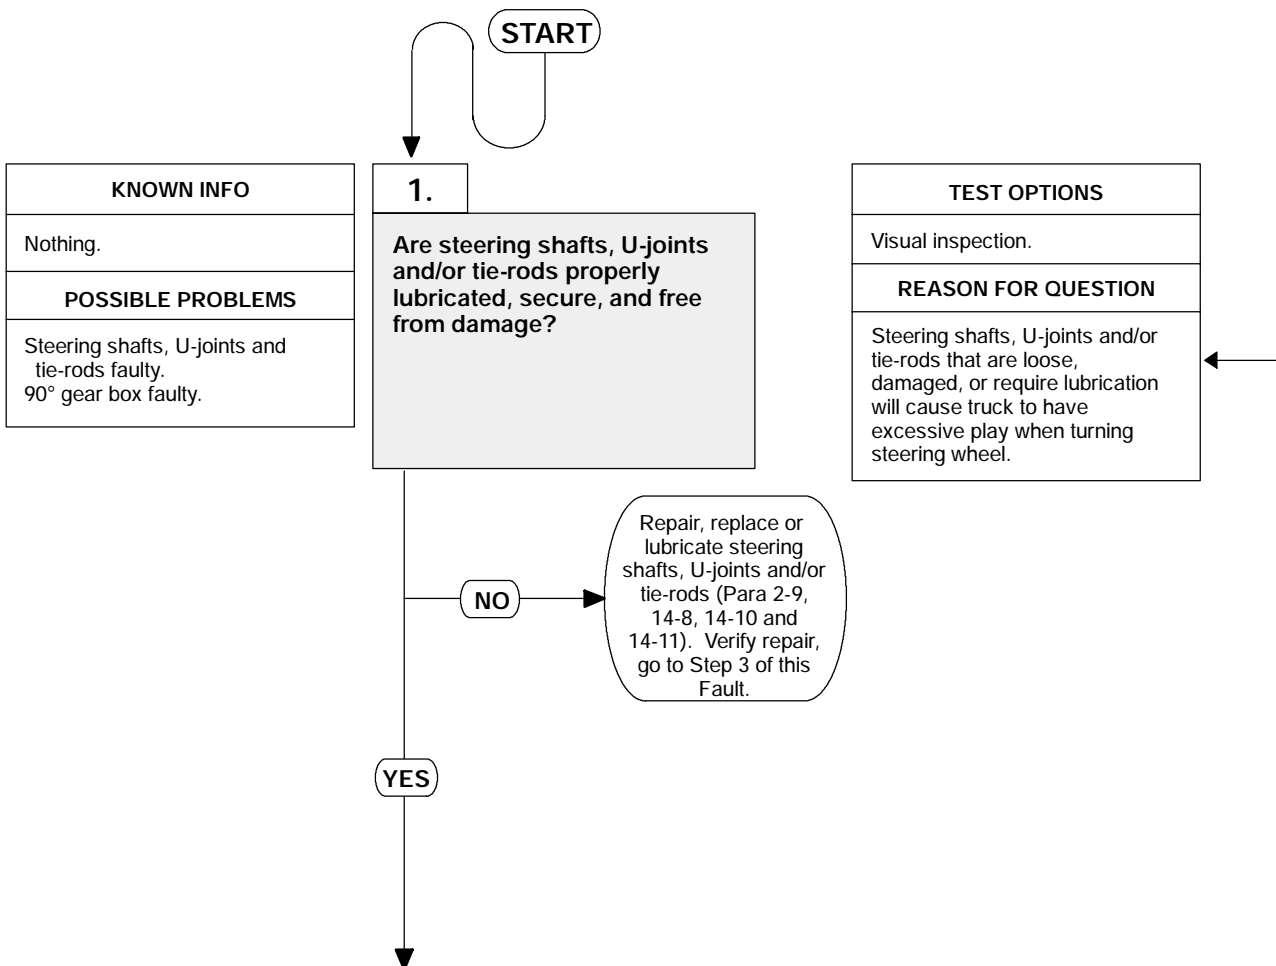 START
KNOWN INFO
Nothing.
POSSIBLE PROBLEMS
Steering shafts, U-joints and
tie-rods faulty.
90° gear box faulty.
1.
Are steering shafts, U-joints
and/or tie-rods properly
lubricated, secure, and free
from damage?
TEST OPTIONS
Visual inspection.
REASON FOR QUESTION
Steering shafts, U-joints and/or
tie-rods that are loose,
damaged, or require lubrication
will cause truck to have
excessive play when turning
steering wheel.
NO
Repair, replace or
lubricate steering
shafts, U-joints and/or
tie-rods (Para 2-9,
14-8, 14-10 and
14-11). Verify repair,
go to Step 3 of this
Fault.
YES